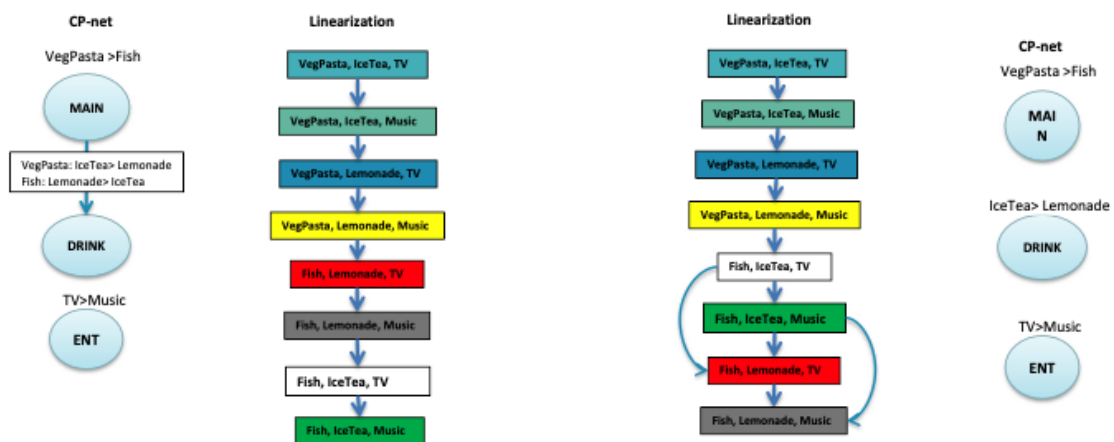 CP-net
VegPasta >Fish
MAIN
VegPasta: IceTea> Lemonade
Fish: Lemonade> IceTea
DRINK
TV>Music
ENT
Linearization
VegPasta, IceTea, TV
VegPasta, IceTea, Music
VegPasta, Lemonade, TV
VegPasta, Lemonade, Music
Fish, Lemonade, TV
Fish, Lemonade, Music
Fish, IceTea, TV
Fish, IceTea, Music
Linearization
VegPasta, IceTea, TV
VegPasta, IceTea, Music
VegPasta, Lemonade, TV
VegPasta, Lemonade, Music
Fish, IceTea, TV
Fish, IceTea, Music
Fish, Lemonade, TV
Fish, Lemonade, Music
CP-net
VegPasta >Fish
MAI
N
IceTea> Lemonade
DRINK
TV>Music
ENT